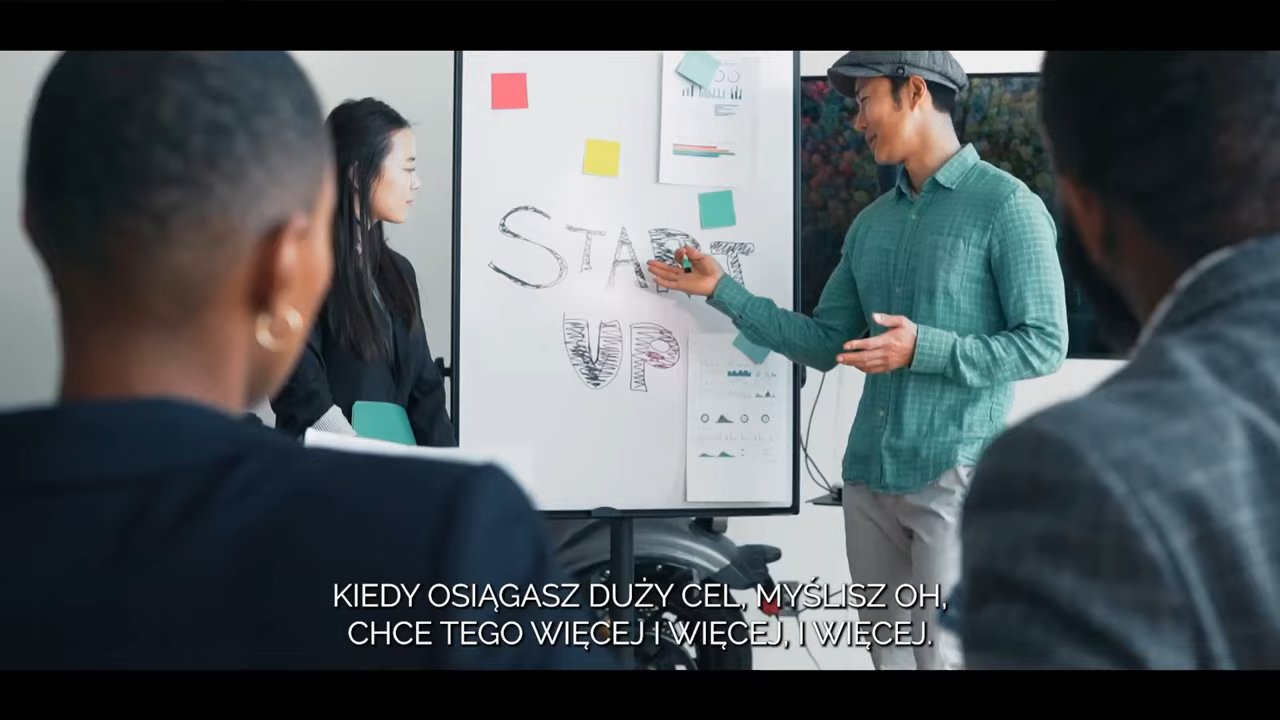 START
UP
KIEDY OSIĄGASZ DUŻY CEL, MYŚLISZ OH,
CHCE TEGO WIĘCEJ I WIĘCEJ, I WIĘCEJ.